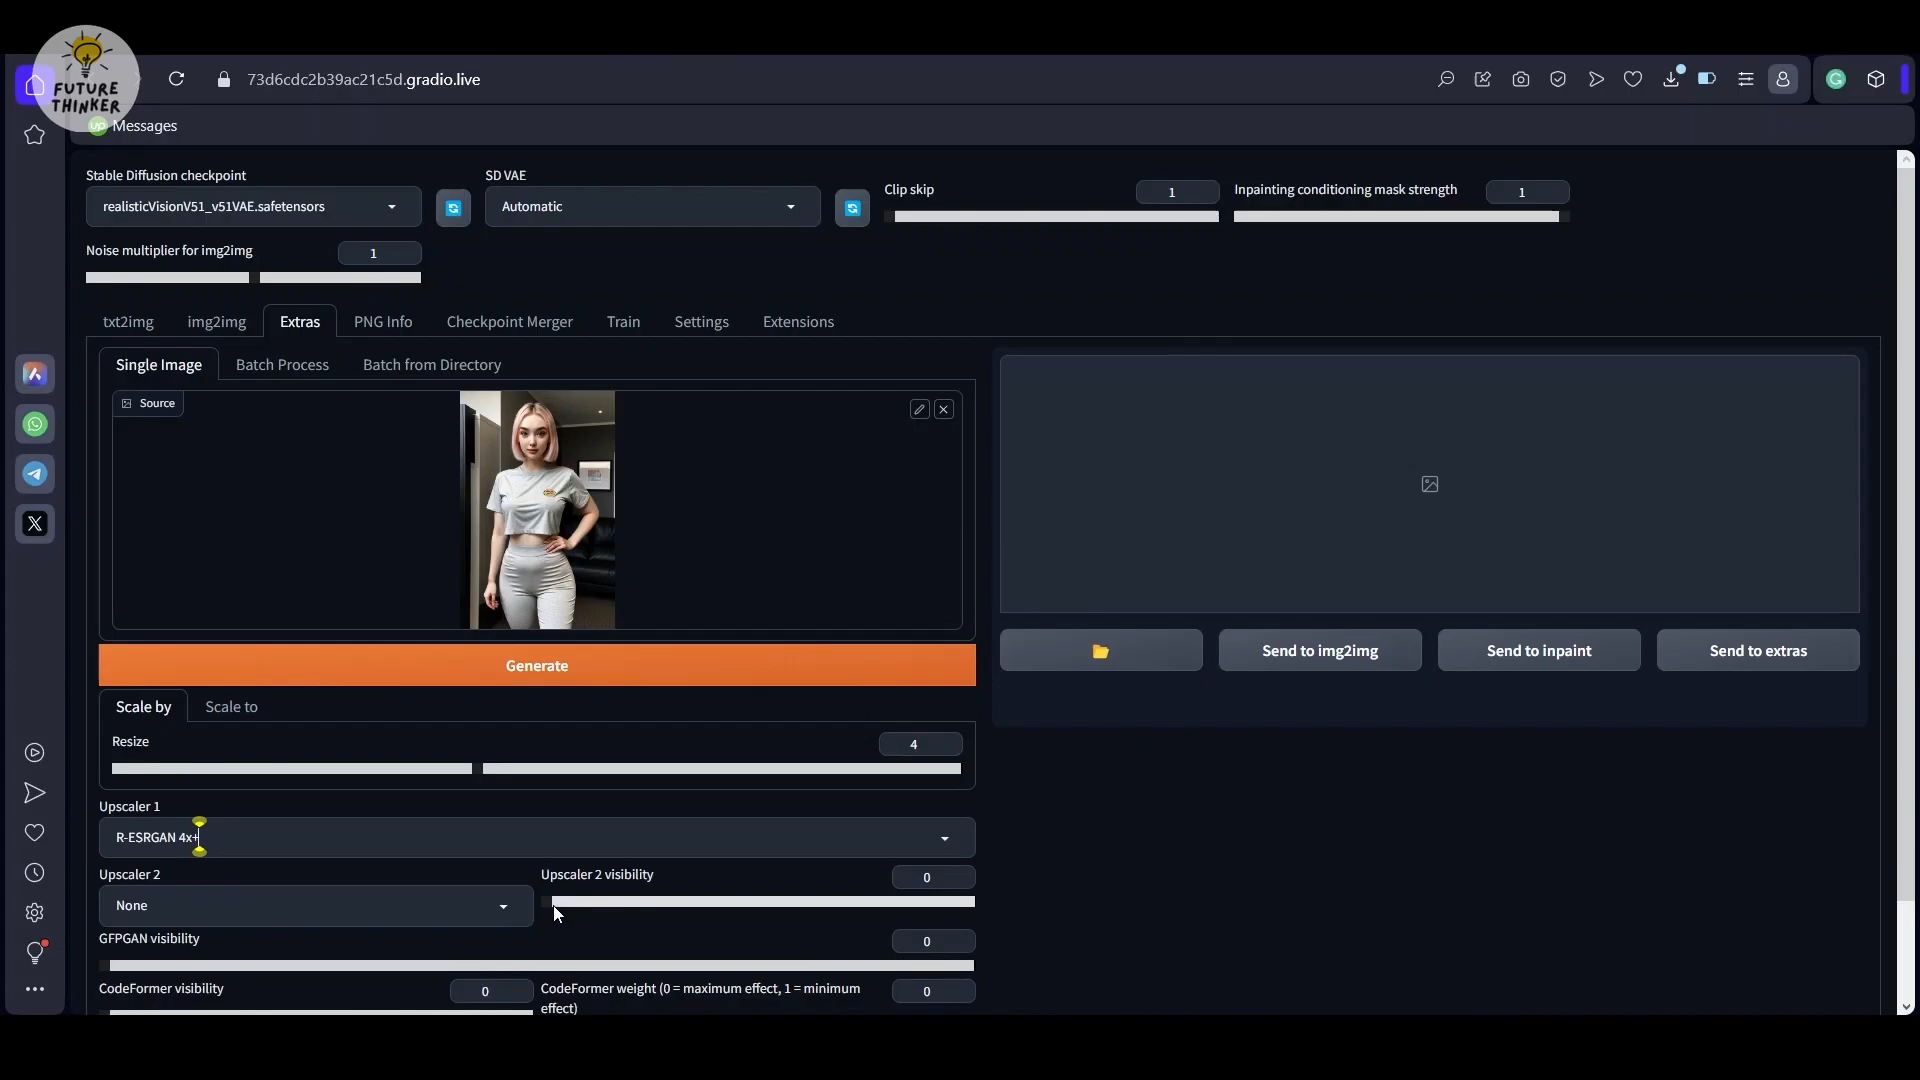 FUTURE
THINKER
73d6cdc2b39ac21c5d.gradio.live
up Messages
Stable Diffusion checkpoint
realisticVisionV51_v51VAE.safetensors
SD VAE
Automatic
Clip skip
1
Inpainting conditioning mask strength
1
Noise multiplier for img2img
1
txt2img
img2img
Extras
PNG Info
Checkpoint Merger
Train
Settings
Extensions
Single Image
Batch Process
Batch from Directory
Source
Generate
Send to img2img
Send to inpaint
Send to extras
Scale by
Scale to
Resize
4
Upscaler 1
R-ESRGAN 4x+
Upscaler 2
None
Upscaler 2 visibility
0
GFPGAN visibility
0
CodeFormer visibility
0
CodeFormer weight (0 = maximum effect, 1 = minimum
effect)
0